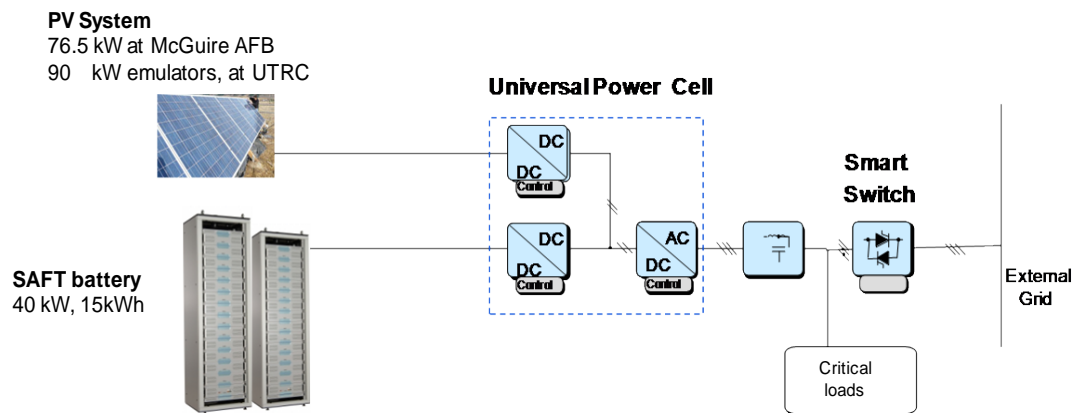 PV System
76.5 kW at McGuire AFB
90 kW emulators, at UTRC
Universal Power Cell
DC
DC
Control
Smart
Switch
DC
DC
Control
AC
DC
Control
SAFT battery
40 kW, 15kWh
External
Grid
Critical
loads